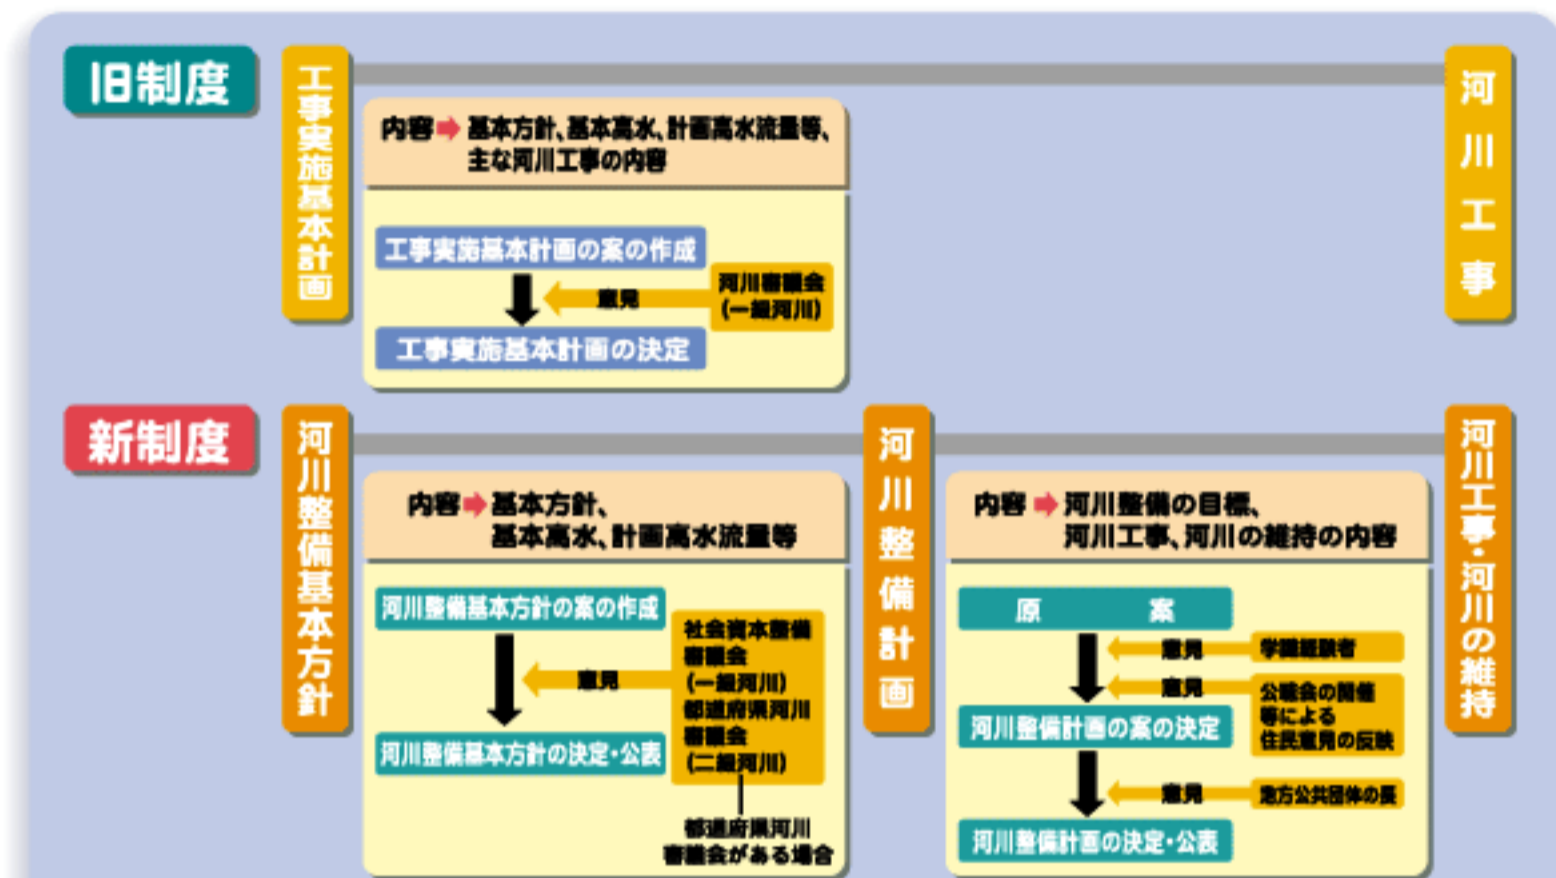 旧制度
工事実施基本計画
河川工事
内容➡基本方針、基本高水、計画高水流量等、
主な河川工事の内容
工事実施基本計画の案の作成
意見
河川審議会
(一級河川)
工事実施基本計画の決定
新制度
河川整備基本方針
内容➡基本方針、
基本高水、計画高水流量等
河川整備基本方針の案の作成
意見
社会資本整備
審議会
(一級河川)
都道府県河川
審議会
(二級河川)
河川整備基本方針の決定・公表
都道府県河川
審議会がある場合
河川整備計画
内容➡河川整備の目標、
河川工事、河川の維持の内容
原案
意見
学識経験者
意見
公聴会の開催
等による
住民意見の反映
河川整備計画の案の決定
意見
地方公共団体の長
河川整備計画の決定・公表
河川工事・河川の維持